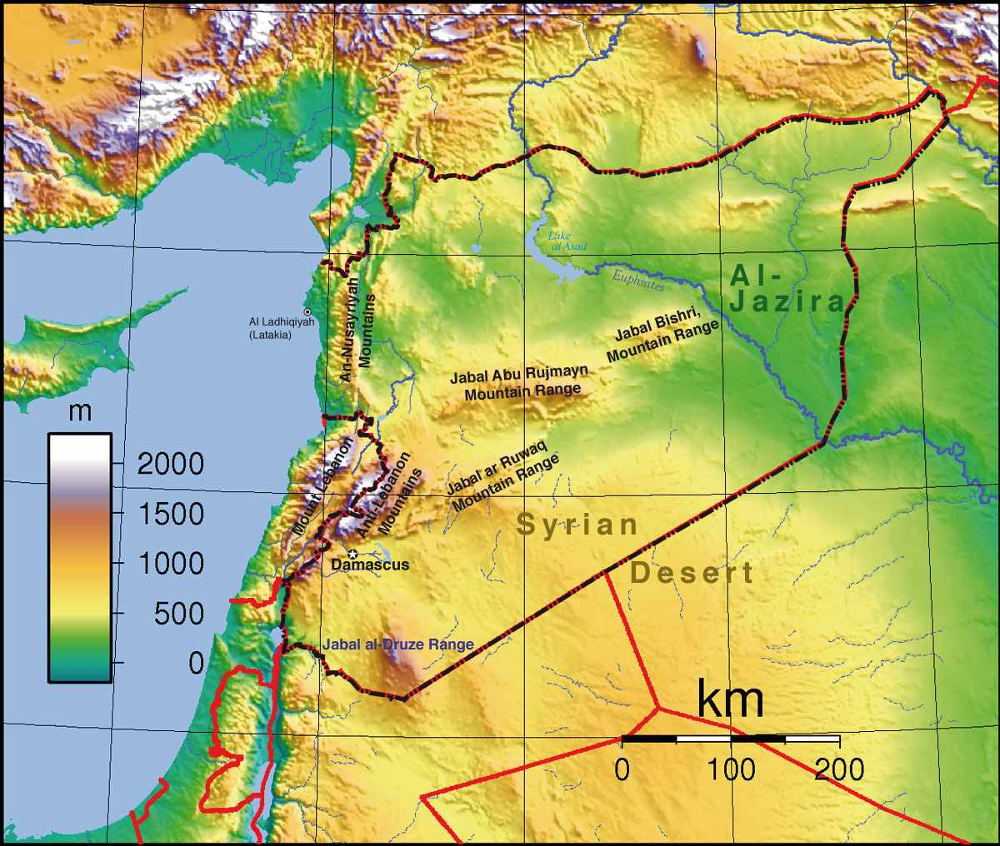 Lake
al Asad
Euphrates
Al-
Jazira
Al Ladhiqiyah
(Latakia)
An-Nusayriyah
Mountains
Jabal Bishri,
Mountain Range
Jabal Abu Rujmayn
Mountain Range
m
2000
1500
1000
500
0
Mount Lebanon
Anti-Lebanon
Mountains
Jabal ar Ruwaq
Mountain Range
Syrian
Desert
Damascus
Jabal al-Druze Range
km
0 100 200